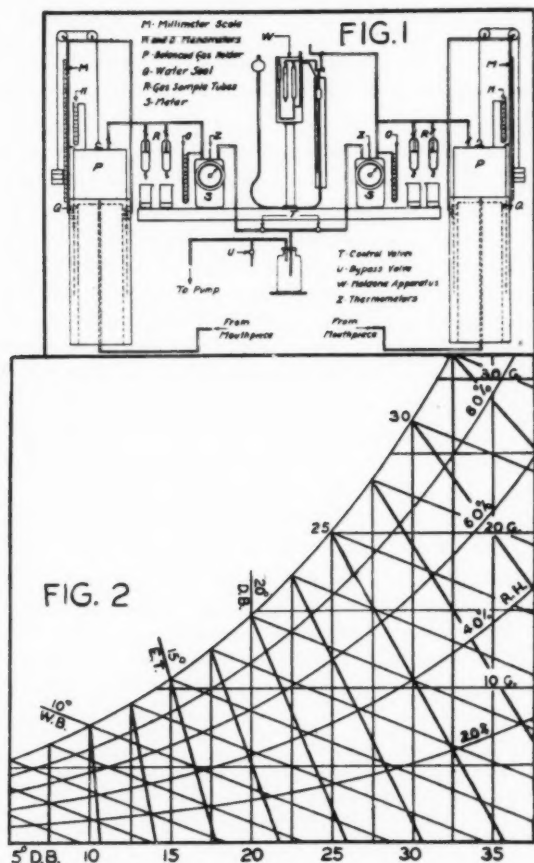 FIG. 1
M- Millimeter Scale
W and O Manometers
P- Balanced Gas Holder
Q- Water Seal
R- Gas Sample Tubes
S- Meter
W
M
M
R
R
O
Z
Z
O
R
R
P
S
S
P
Q
T
Q
U
To Pump
T- Control Valve
U- Bypass Valve
W- Haldane Apparatus
Z- Thermometers
From
Mouthpiece
From
Mouthpiece
FIG. 2
30 G.
80%
30
60%
25
20 G.
20°
D.B.
R.H.
40%
15°
E.T.
10 G.
10°
W.B.
20%
5° D.B. 10 15 20 25 30 35